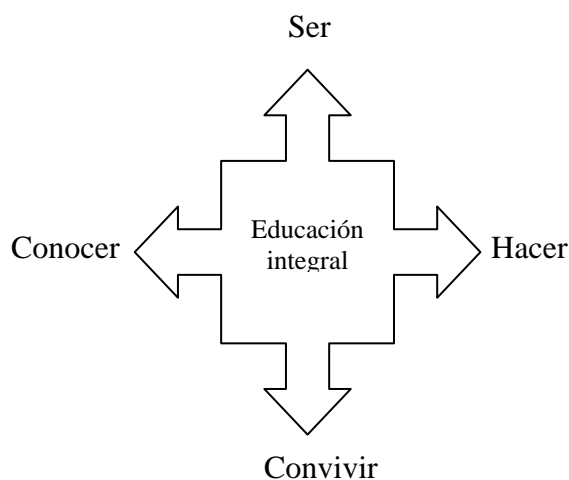 Ser
Conocer
Educación
integral
Hacer
Convivir